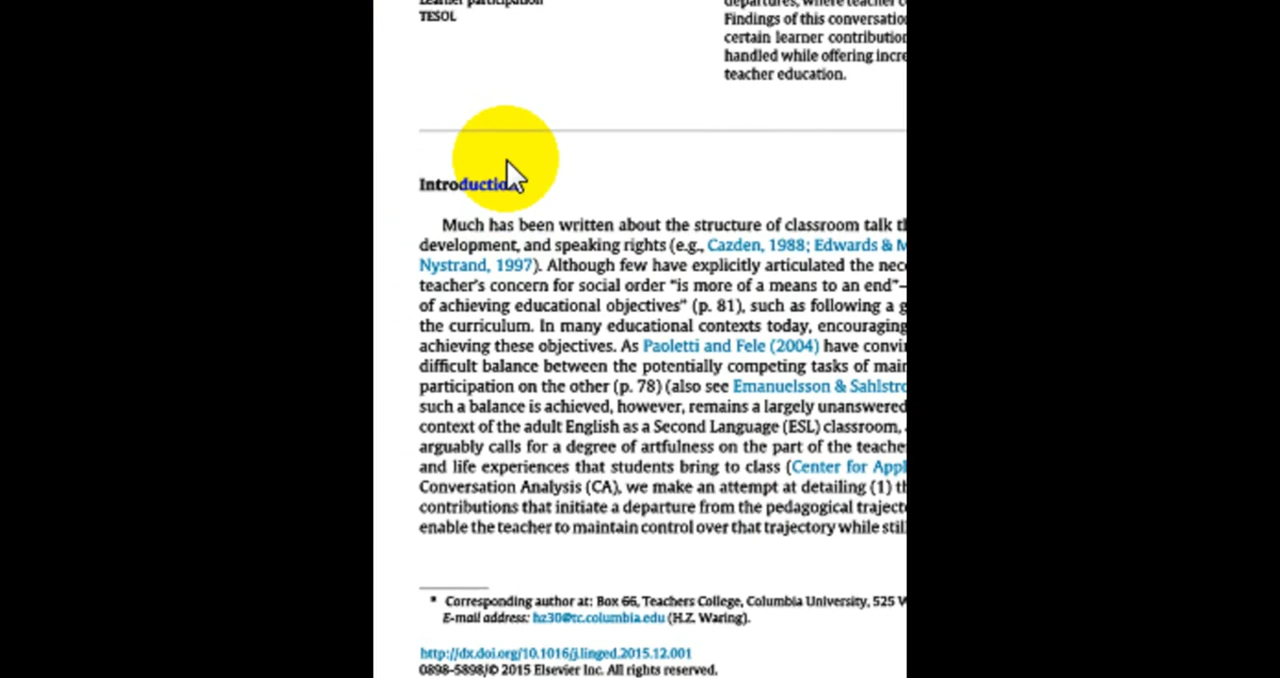 Learner participation
TESOL
departures, where teacher
Findings of this conversatio
certain learner contribution
handled while offering incre
teacher education.
Introduction
Much has been written about the structure of classroom talk t
development, and speaking rights (e.g., Cazden, 1988; Edwards & M
Nystrand, 1997). Although few have explicitly articulated the nec
teacher's concern for social order “is more of a means to an end”—
of achieving educational objectives” (p. 81), such as following a g
the curriculum. In many educational contexts today, encouraging
achieving these objectives. As Paoletti and Fele (2004) have convi
difficult balance between the potentially competing tasks of mai
participation on the other (p. 78) (also see Emanuelsson & Sahlstro
such a balance is achieved, however, remains a largely unanswered
context of the adult English as a Second Language (ESL) classroom,
arguably calls for a degree of artfulness on the part of the teache
and life experiences that students bring to class (Center for Appl
Conversation Analysis (CA), we make an attempt at detailing (1) th
contributions that initiate a departure from the pedagogical traject
enable the teacher to maintain control over that trajectory while stil
* Corresponding author at: Box 66, Teachers College, Columbia University, 525 W
E-mail address: hz30@tc.columbia.edu (H.Z. Waring).
http://dx.doi.org/10.1016/j.linged.2015.12.001
0898-5898/© 2015 Elsevier Inc. All rights reserved.